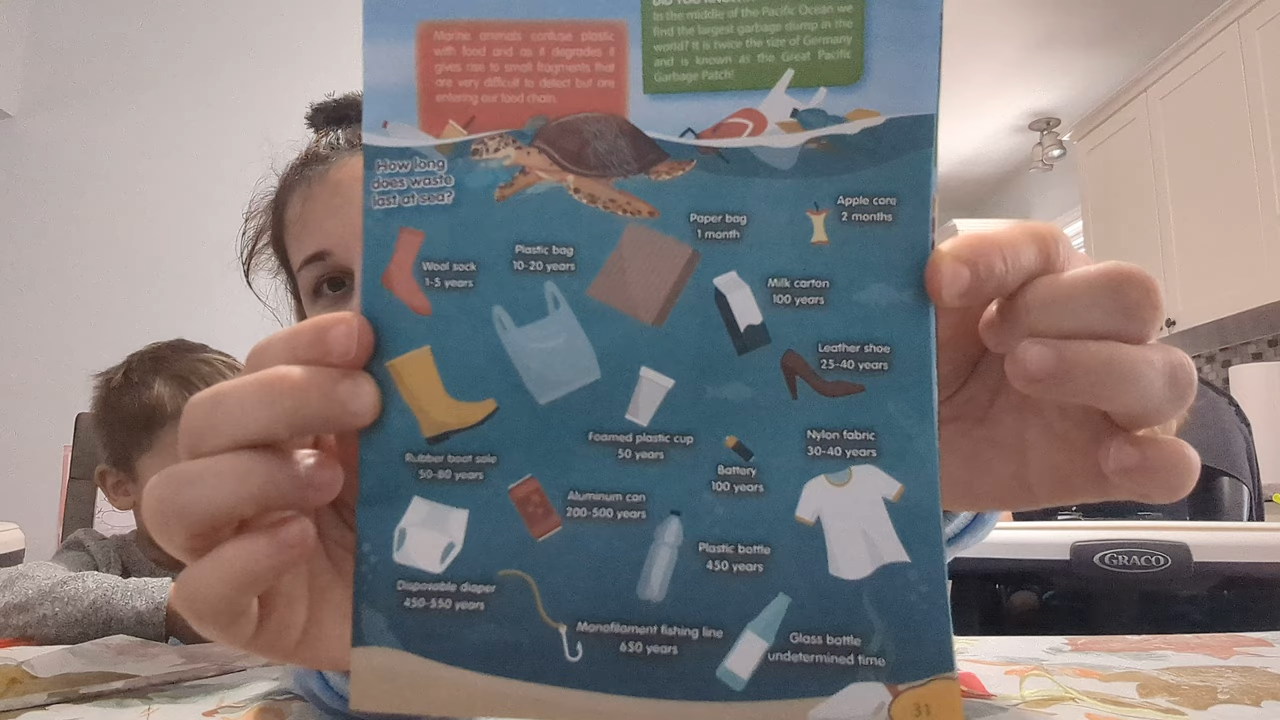 DID YOU KNOW
In the middle of the Pacific Ocean we
find the largest garbage dump in the
world? It is twice the size of Germany
and is known as the Great Pacific
Garbage Patch!
Marine animals confuse plastic
with food and as it degrades it
gives rise to small fragments that
are very difficult to detect but are
entering our food chain.
How long
does waste
last at sea?
Apple core
2 months
Paper bag
1 month
Plastic bag
10-20 years
Wool sock
1-5 years
Milk carton
100 years
Leather shoe
25-40 years
Foamed plastic cup
50 years
Nylon fabric
30-40 years
Rubber boot sole
50-80 years
Battery
100 years
Aluminum can
200-500 years
Plastic bottle
450 years
Disposable diaper
450-550 years
Monofilament fishing line
650 years
Glass bottle
undetermined time
31
GRACO